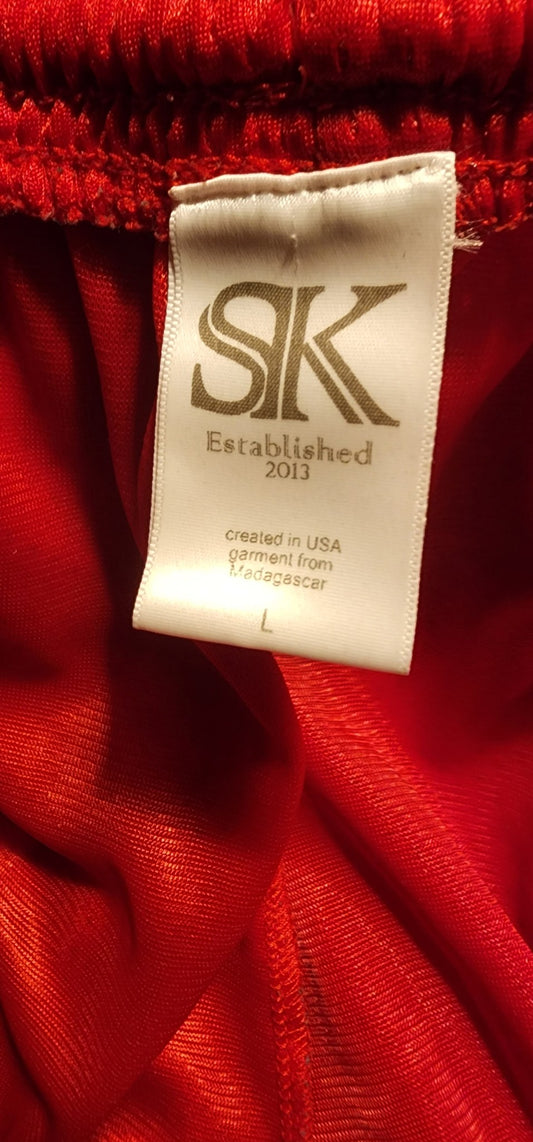 SK
Established
2013
created in USA
garment from
Madagascar
L